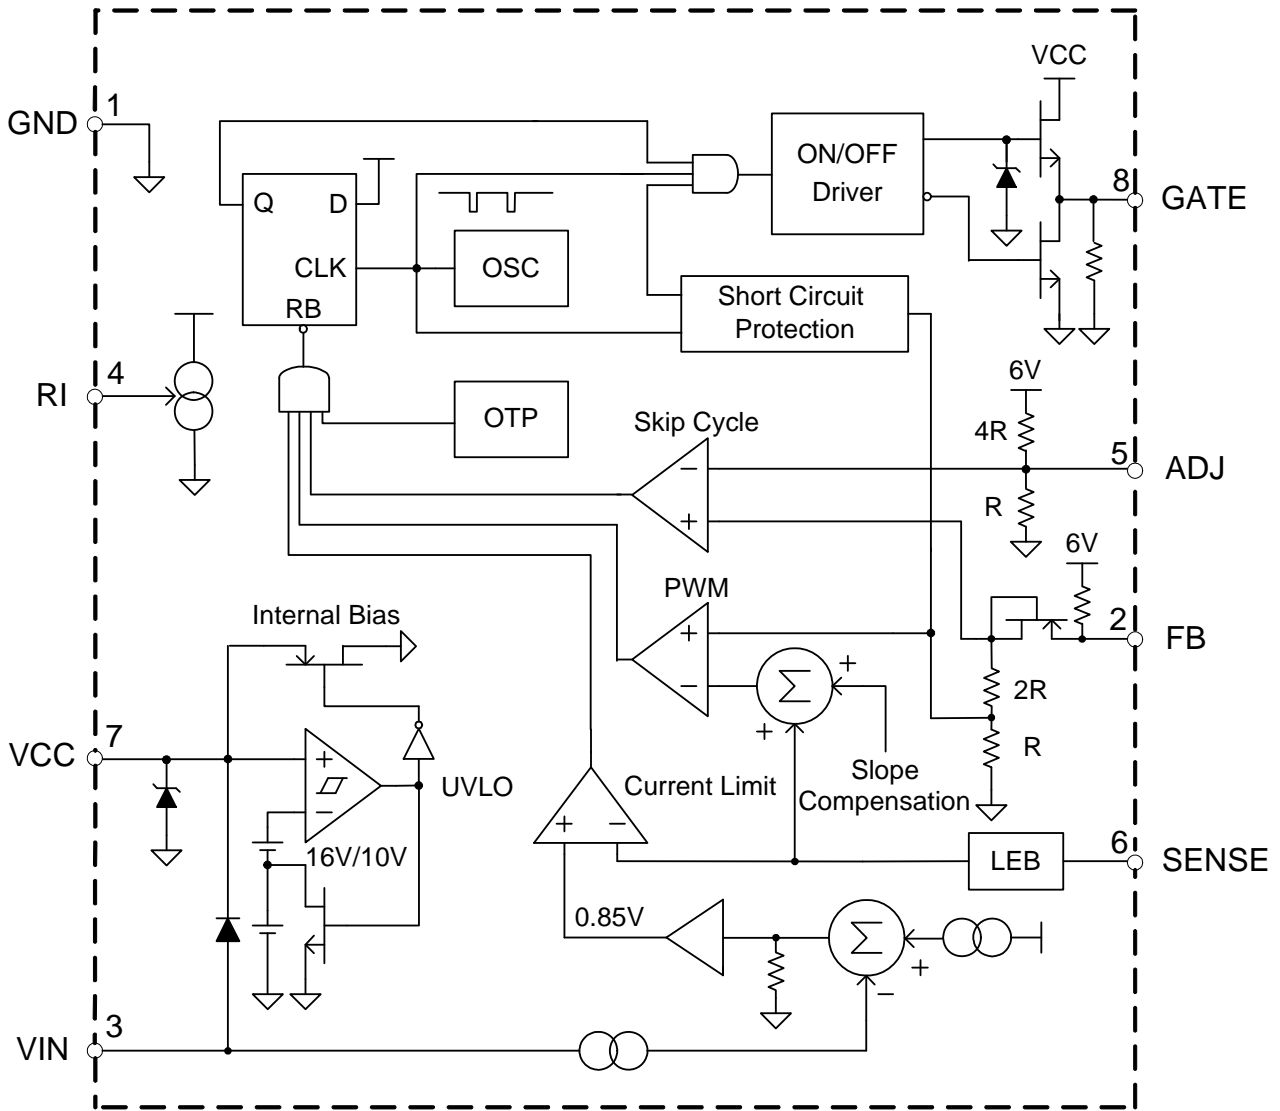 VCC
1
GND
ON/OFF
Driver
8
GATE
Q
D
CLK
RB
OSC
Short Circuit
Protection
4
RI
OTP
6V
4R
5
ADJ
R
Skip Cycle
+
−
6V
2
FB
PWM
+
−
Σ
+
+
2R
R
Internal Bias
7
VCC
+
−
UVLO
16V/10V
Slope
Compensation
Current Limit
+
−
LEB
6
SENSE
0.85V
Σ
+
−
3
VIN